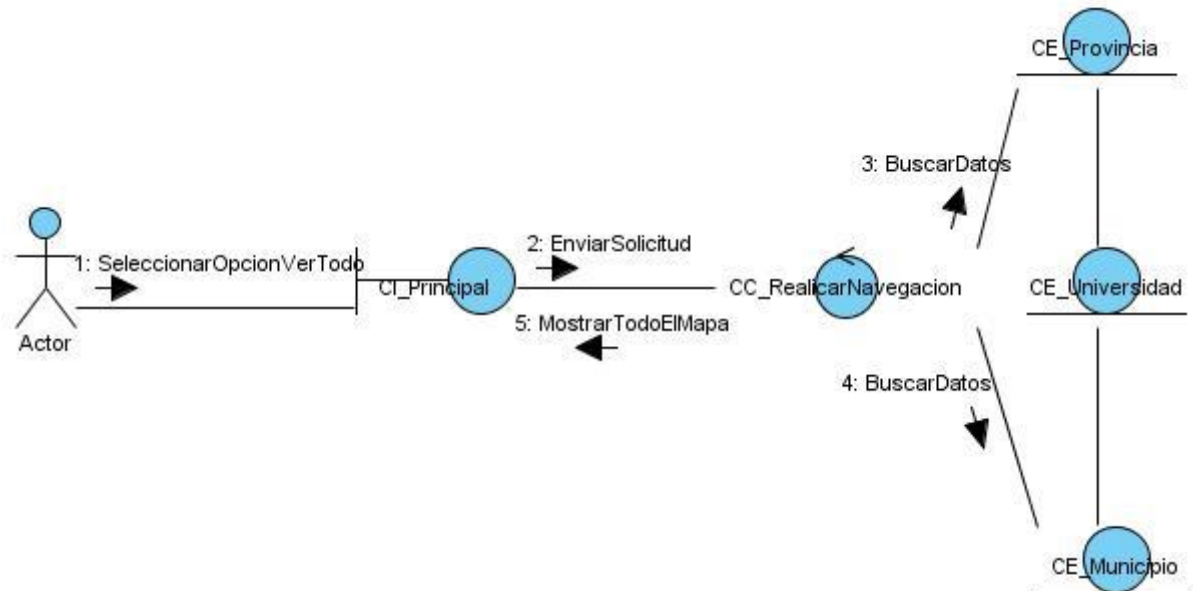 CE_Provincia
3: BuscarDatos
1: SeleccionarOpcionVerTodo
2: EnviarSolicitud
CI_Principal
CC_RealicarNavegacion
CE_Universidad
5: MostrarTodoElMapa
Actor
4: BuscarDatos
CE_Municipio